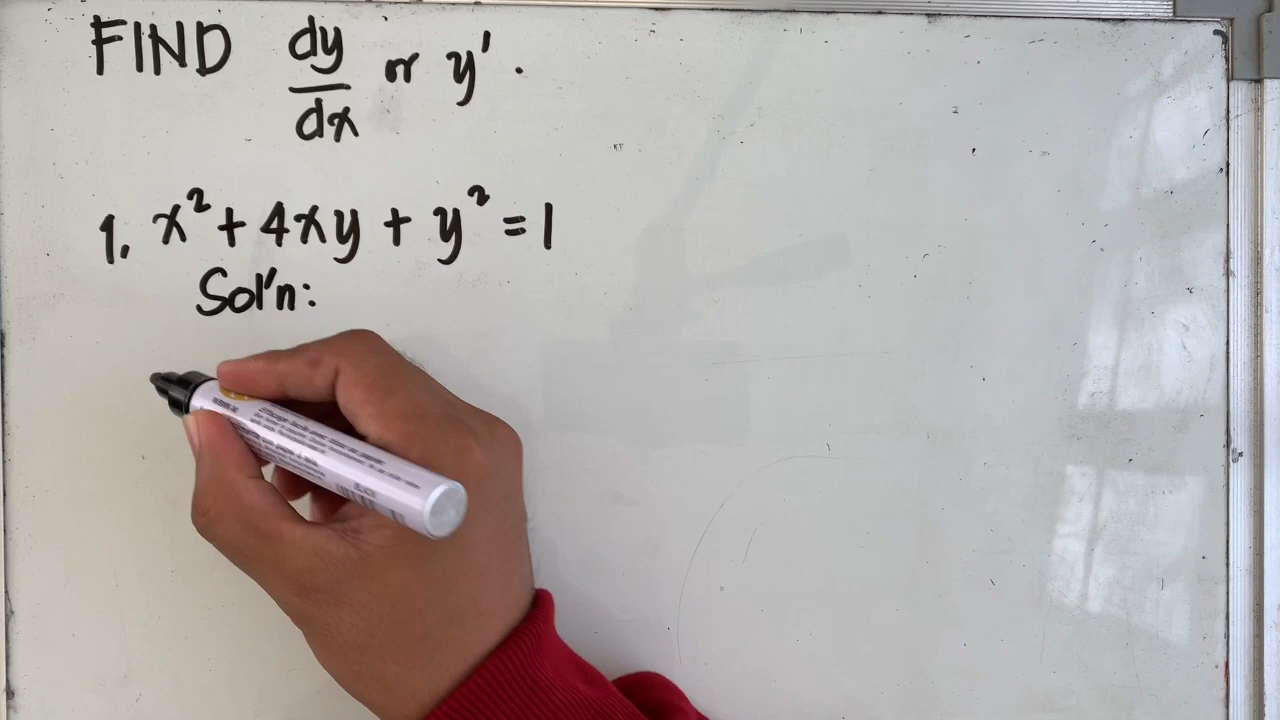 FIND dy/dx or y'.
1. x² + 4xy + y² = 1
Sol'n: